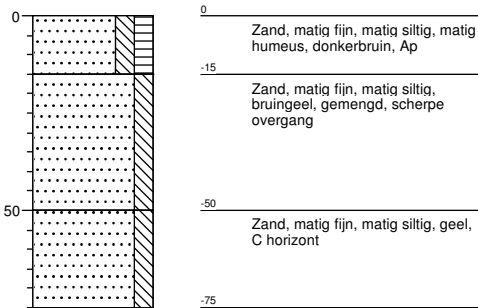 0
0
Zand, matig fijn, matig siltig, matig
humeus, donkerbruin, Ap
-15
Zand, matig fijn, matig siltig,
bruingeel, gemengd, scherpe
overgang
50
-50
Zand, matig fijn, matig siltig, geel,
C horizont
-75